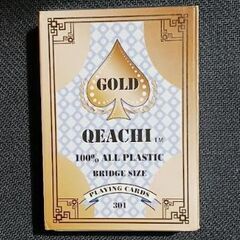 GOLD
QEACHI TM
100% ALL PLASTIC
BRIDGE SIZE
PLAYING CARDS
301